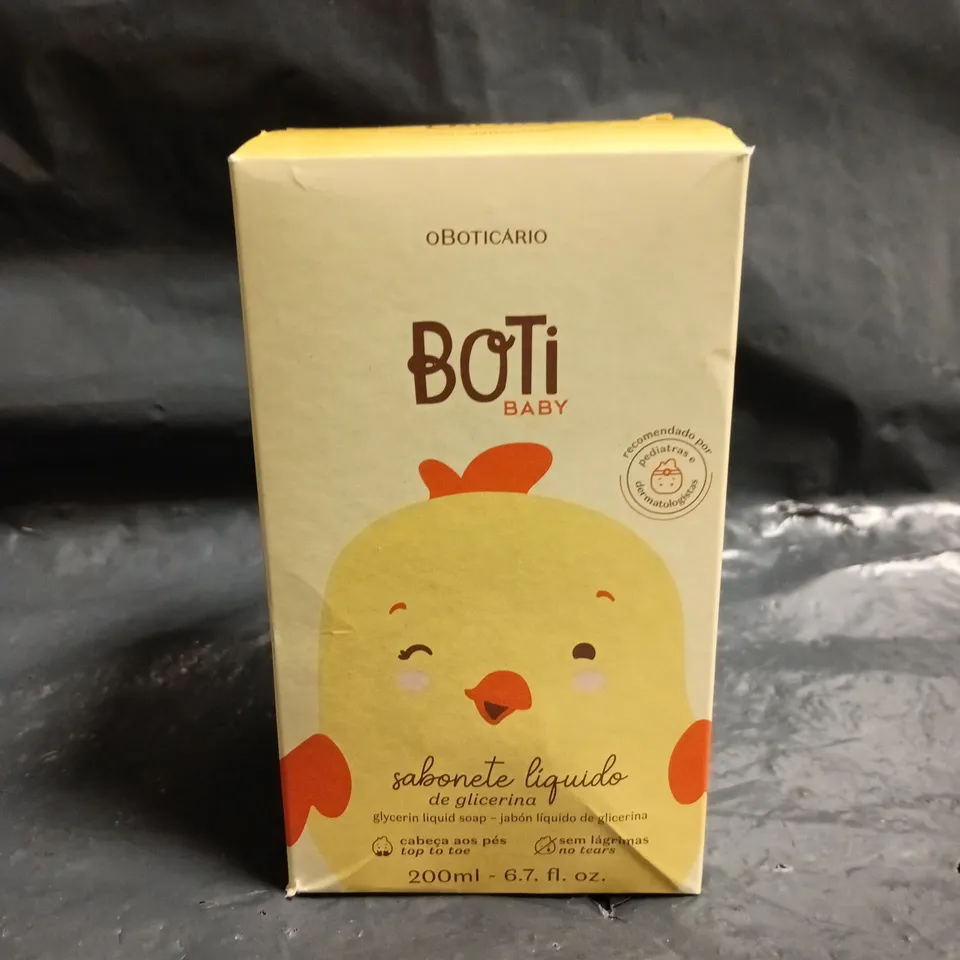 oBOTICÁRIO
BOTi
BABY
recomendado por
pediatras e
dermatologistas
sabonete líquido
de glicerina
glycerin liquid soap – jabón líquido de glicerina
cabeça aos pés
top to toe
sem lágrimas
no tears
200ml - 6.7. fl. oz.